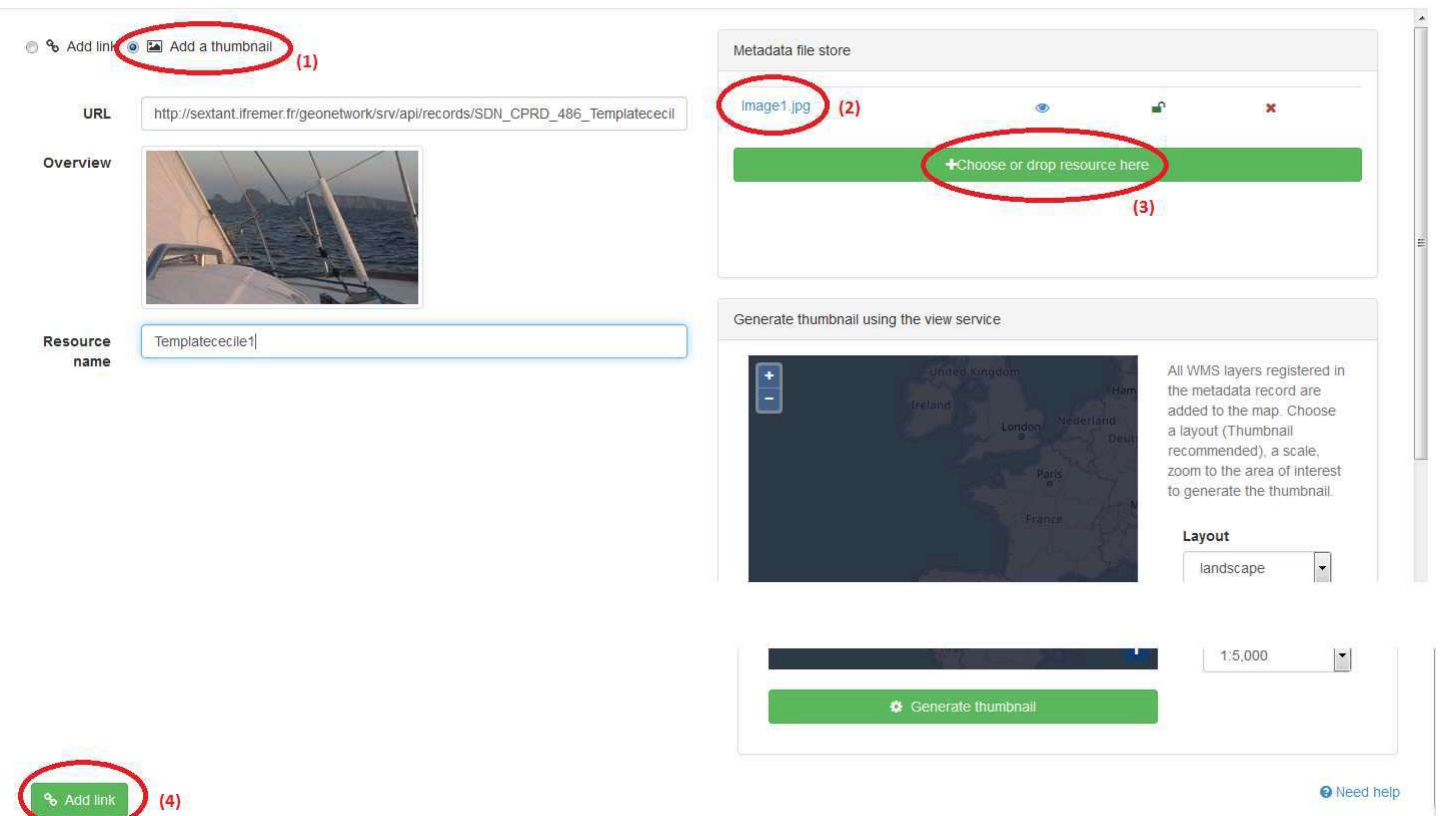 Add link Add a thumbnail
(1)
URL http://sextant.ifremer.fr/geonetwork/srv/api/records/SDN_CPRD_486_Templatececil
Overview
Resource name Templatececile1
Metadata file store
Image1.jpg (2)
Choose or drop resource here
(3)
Generate thumbnail using the view service
+
-
United Kingdom
Ham
Ireland
London
Nederland
Deut
Paris
France
All WMS layers registered in
the metadata record are
added to the map. Choose
a layout (Thumbnail
recommended), a scale,
zoom to the area of interest
to generate the thumbnail.
Layout
landscape
1:5,000
Generate thumbnail
Add link (4)
Need help